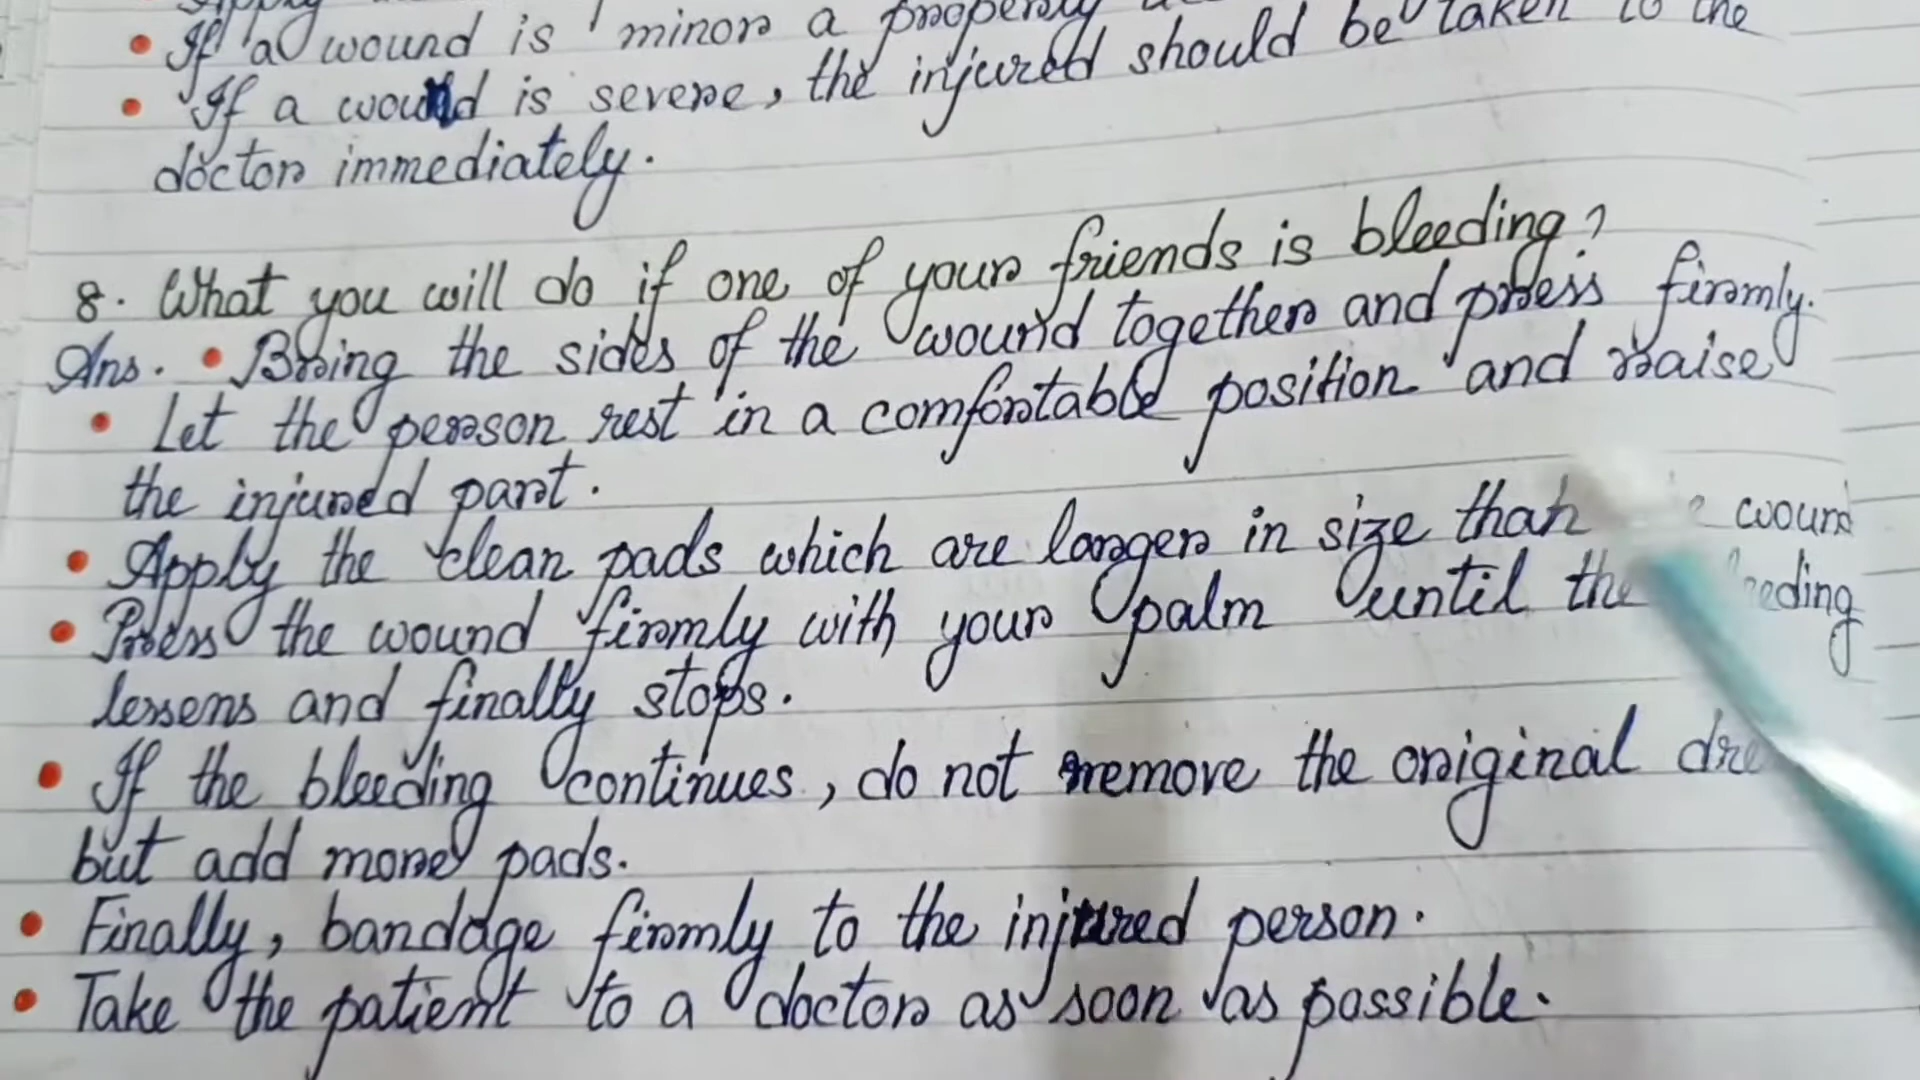 • If a wound is minor a properly
• If a wound is severe, the injured should be taken to the
doctor immediately.
8. What you will do if one of your friends is bleeding?
Ans. • Bring the sides of the wound together and press firmly.
• Let the person rest in a comfortable position and raise
the injured part.
• Apply the clean pads which are larger in size than wound
• Press the wound firmly with your palm until the
lessens and finally stops.
• If the bleeding continues, do not remove the original
but add more pads.
• Finally, bandage firmly to the injured person.
• Take the patient to a doctor as soon as possible.